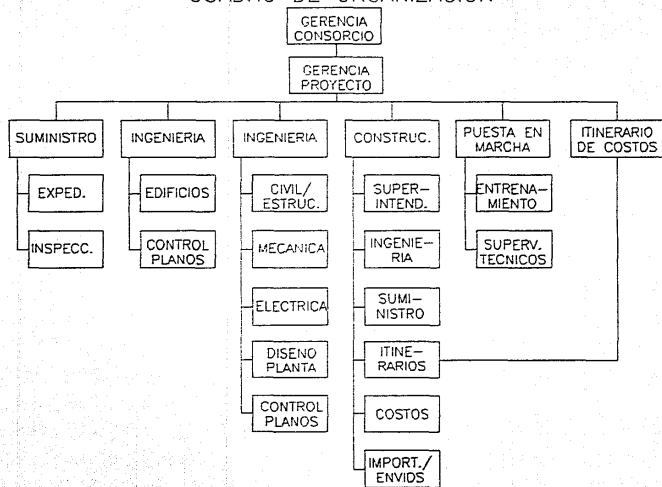 GERENCIA
CONSORCIO
GERENCIA
PROYECTO
SUMINISTRO
INGENIERIA
INGENIERIA
CONSTRUC.
PUESTA EN
MARCHA
ITINERARIO
DE COSTOS
EXPED.
INSPECC.
EDIFICIOS
CONTROL
PLANOS
CIVIL/
ESTRUC.
MECANICA
ELECTRICA
DISENO
PLANTA
CONTROL
PLANOS
SUPER-
INTEND.
INGENIE-
RIA
SUMI-
NISTRO
ITINE-
RARIOS
COSTOS
IMPORT./
ENVIDS
ENTRENA-
MIENTO
SUPERV.
TECNICOS